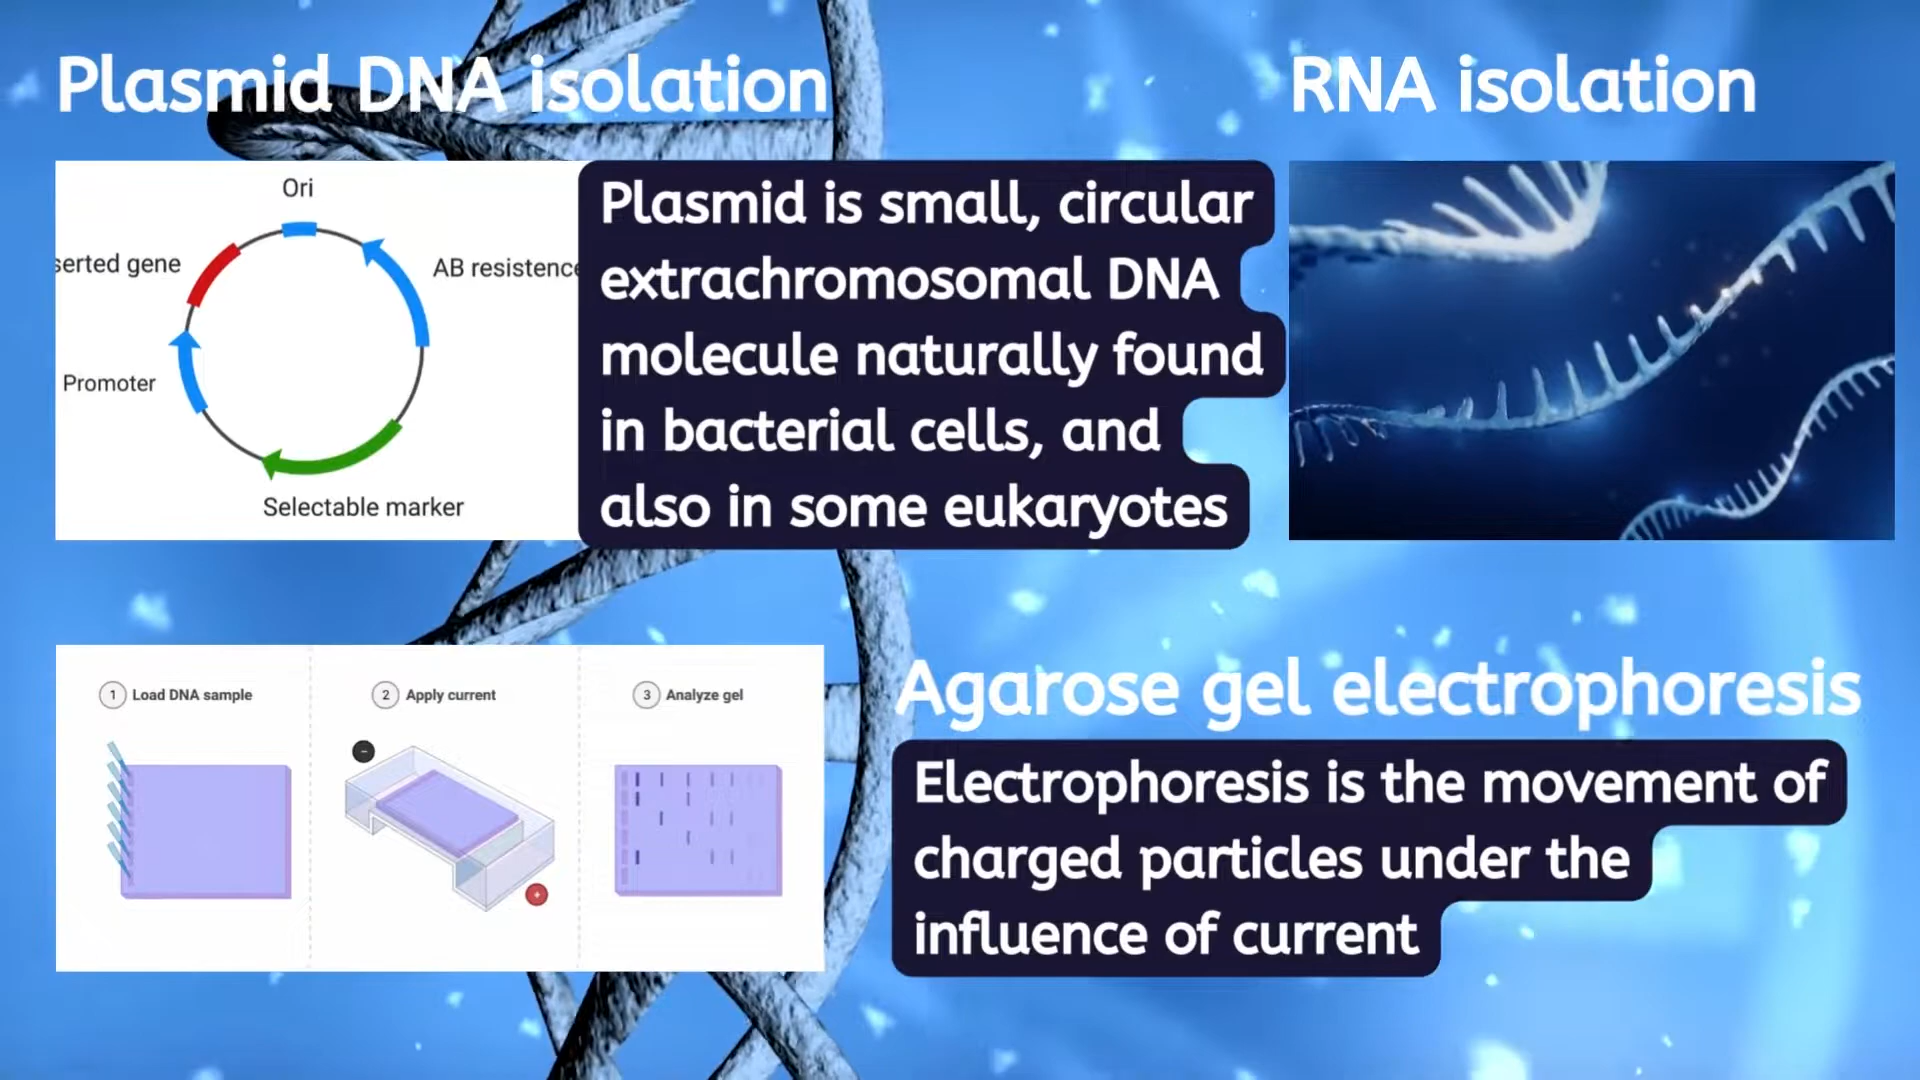 Plasmid DNA isolation
RNA isolation
Ori
serted gene
AB resistence
Promoter
Selectable marker
Plasmid is small, circular
extrachromosomal DNA
molecule naturally found
in bacterial cells, and
also in some eukaryotes
1 Load DNA sample
2 Apply current
3 Analyze gel
-
+
Agarose gel electrophoresis
Electrophoresis is the movement of
charged particles under the
influence of current